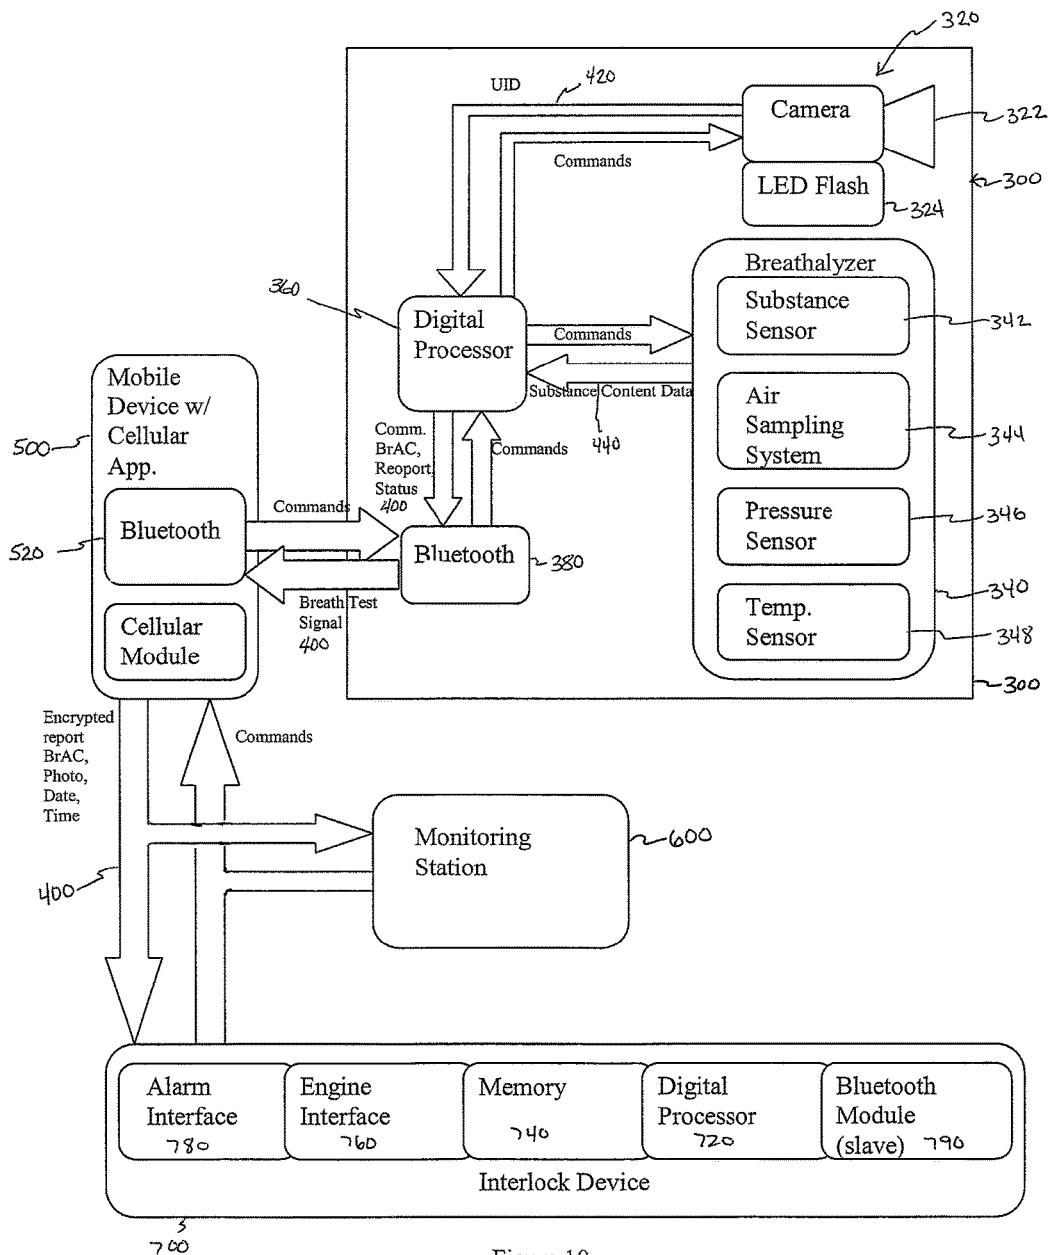 320
UID
420
Camera
322
Commands
300
LED Flash
324
Breathalyzer
360
Digital
Processor
Substance
Sensor
342
Commands
Substance Content Data
440
Mobile
Device w/
Cellular
App.
500
Air
Sampling
System
344
Comm.
BrAC,
Reoport,
Status
400
Commands
Commands
Bluetooth
520
Bluetooth
380
Pressure
Sensor
346
340
Breath Test
Signal
400
Temp.
Sensor
348
Cellular
Module
300
Encrypted
report
BrAC,
Photo,
Date,
Time
Commands
Monitoring
Station
600
400
Alarm
Interface
780
Engine
Interface
760
Memory
740
Digital
Processor
720
Bluetooth
Module
(slave) 790
Interlock Device
700
Figure 10